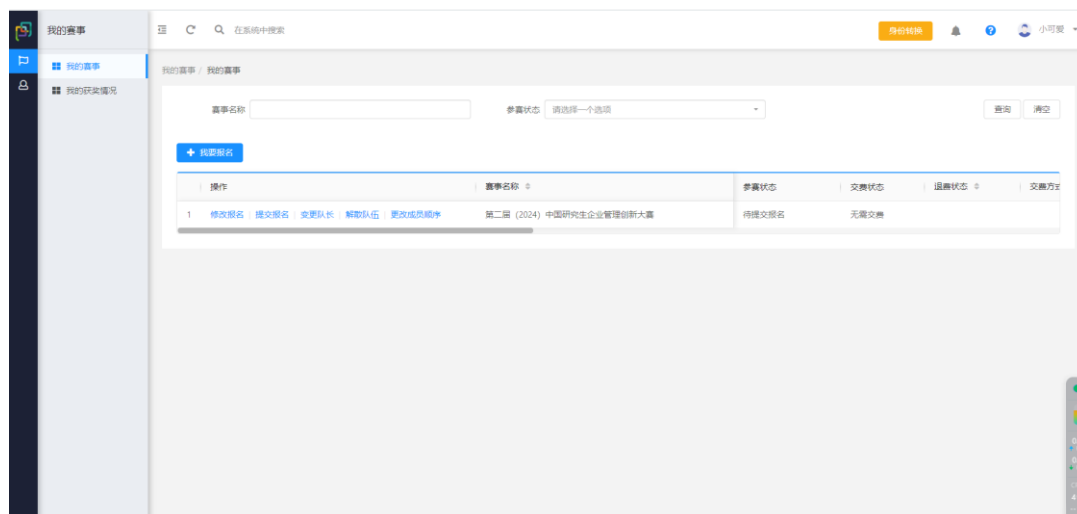 我的赛事
在系统中搜索
身份转换
小可爱
我的赛事
我的获奖情况
我的赛事 / 我的赛事
赛事名称
参赛状态 请选择一个选项
查询 清空
+ 我要报名
操作 赛事名称 参赛状态 交费状态 退费状态 交费方式
1 修改报名 提交报名 变更队长 解散队伍 更改成员顺序 第二届（2024）中国研究生企业管理创新大赛 待提交报名 无需交费